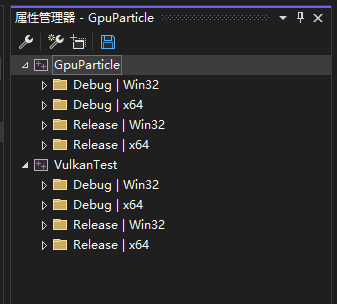 属性管理器 - GpuParticle
GpuParticle
Debug | Win32
Debug | x64
Release | Win32
Release | x64
VulkanTest
Debug | Win32
Debug | x64
Release | Win32
Release | x64